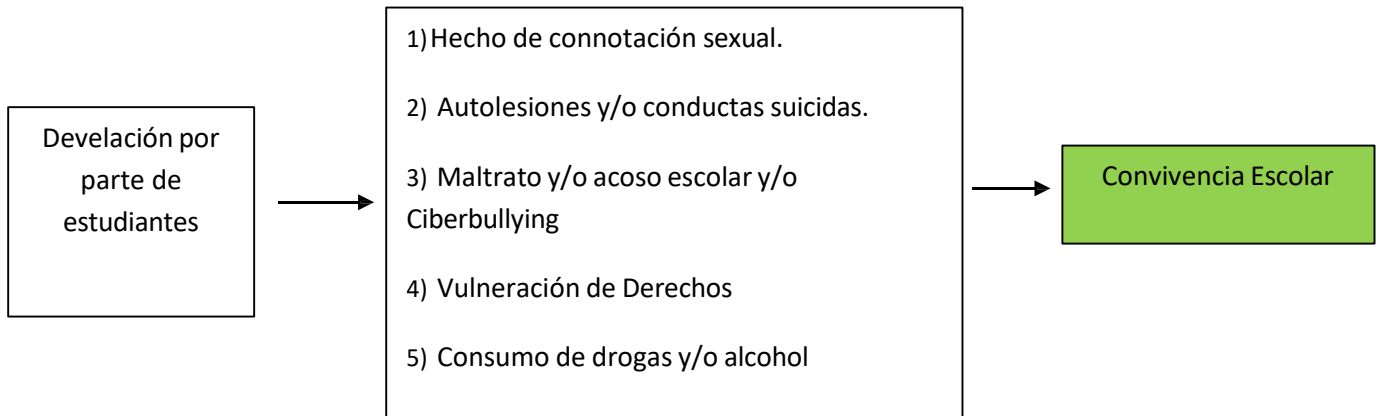 Develación por
parte de
estudiantes
1)Hecho de connotación sexual.
2) Autolesiones y/o conductas suicidas.
3) Maltrato y/o acoso escolar y/o
Ciberbullying
4) Vulneración de Derechos
5) Consumo de drogas y/o alcohol
Convivencia Escolar